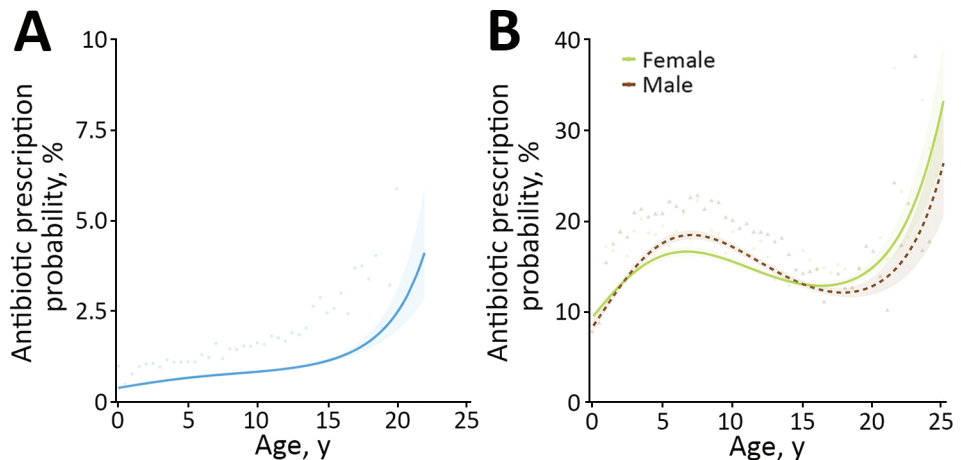 A
Antibiotic prescription
probability, %
10
7.5
5.0
2.5
0
0 5 10 15 20 25
Age, y
B
Antibiotic prescription
probability, %
40
30
20
10
0
Female
Male
0 5 10 15 20 25
Age, y